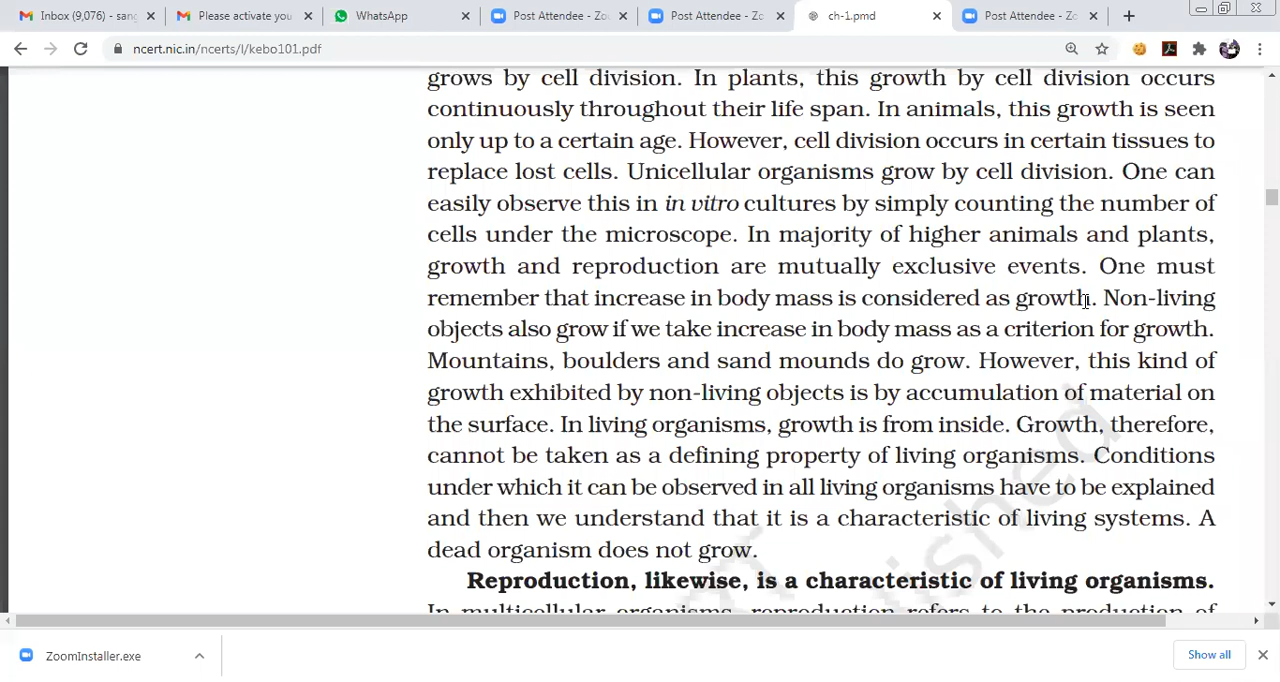 Inbox (9,076) - san
Please activate you
WhatsApp
Post Attendee - Zo
Post Attendee - Zo
ch-1.pmd
Post Attendee - Zo
ncert.nic.in/ncerts/l/kebo101.pdf
grows by cell division. In plants, this growth by cell division occurs
continuously throughout their life span. In animals, this growth is seen
only up to a certain age. However, cell division occurs in certain tissues to
replace lost cells. Unicellular organisms grow by cell division. One can
easily observe this in in vitro cultures by simply counting the number of
cells under the microscope. In majority of higher animals and plants,
growth and reproduction are mutually exclusive events. One must
remember that increase in body mass is considered as growth. Non-living
objects also grow if we take increase in body mass as a criterion for growth.
Mountains, boulders and sand mounds do grow. However, this kind of
growth exhibited by non-living objects is by accumulation of material on
the surface. In living organisms, growth is from inside. Growth, therefore,
cannot be taken as a defining property of living organisms. Conditions
under which it can be observed in all living organisms have to be explained
and then we understand that it is a characteristic of living systems. A
dead organism does not grow.
Reproduction, likewise, is a characteristic of living organisms.
In multicellular organisms, reproduction refers to the production of
ZoomInstaller.exe
Show all